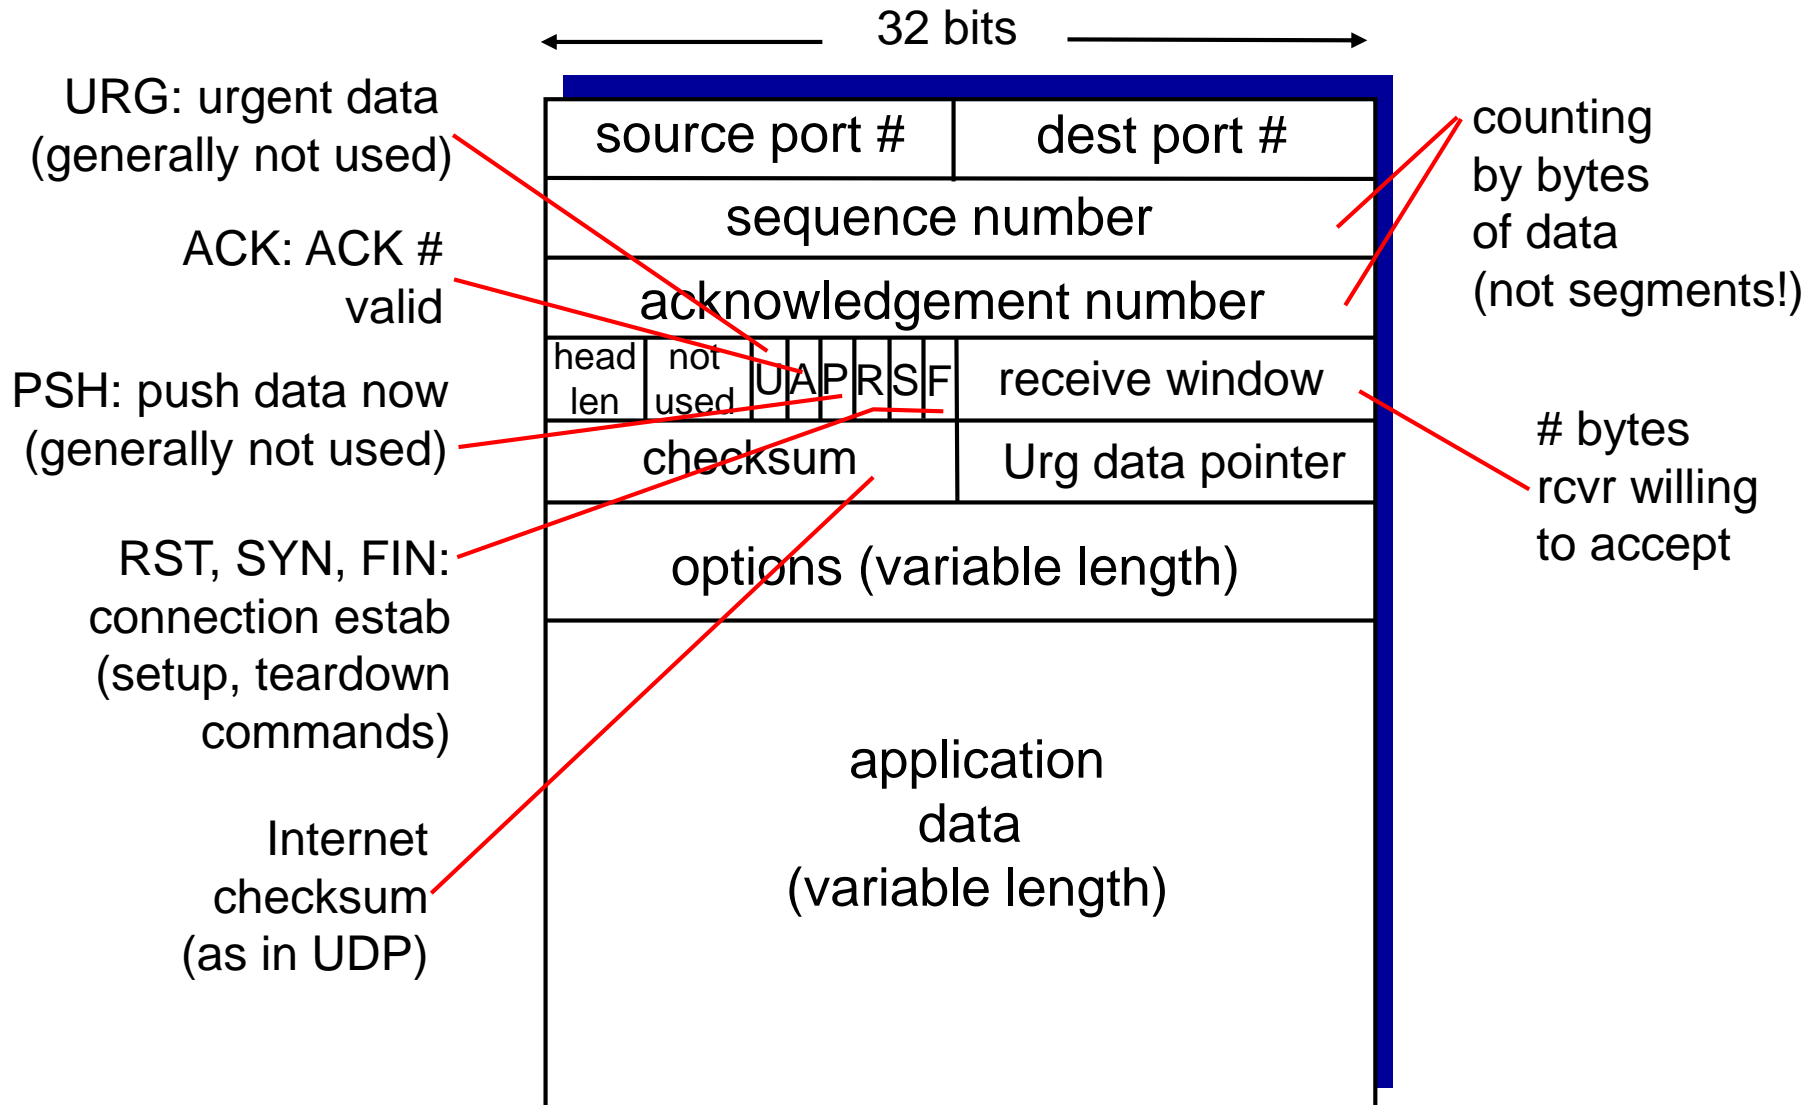 32 bits
URG: urgent data
(generally not used)
ACK: ACK #
valid
PSH: push data now
(generally not used)
RST, SYN, FIN:
connection estab
(setup, teardown
commands)
Internet
checksum
(as in UDP)
source port #
dest port #
sequence number
acknowledgement number
head
len
not
used
U
A
P
R
S
F
receive window
checksum
Urg data pointer
options (variable length)
application
data
(variable length)
counting
by bytes
of data
(not segments!)
# bytes
rcvr willing
to accept